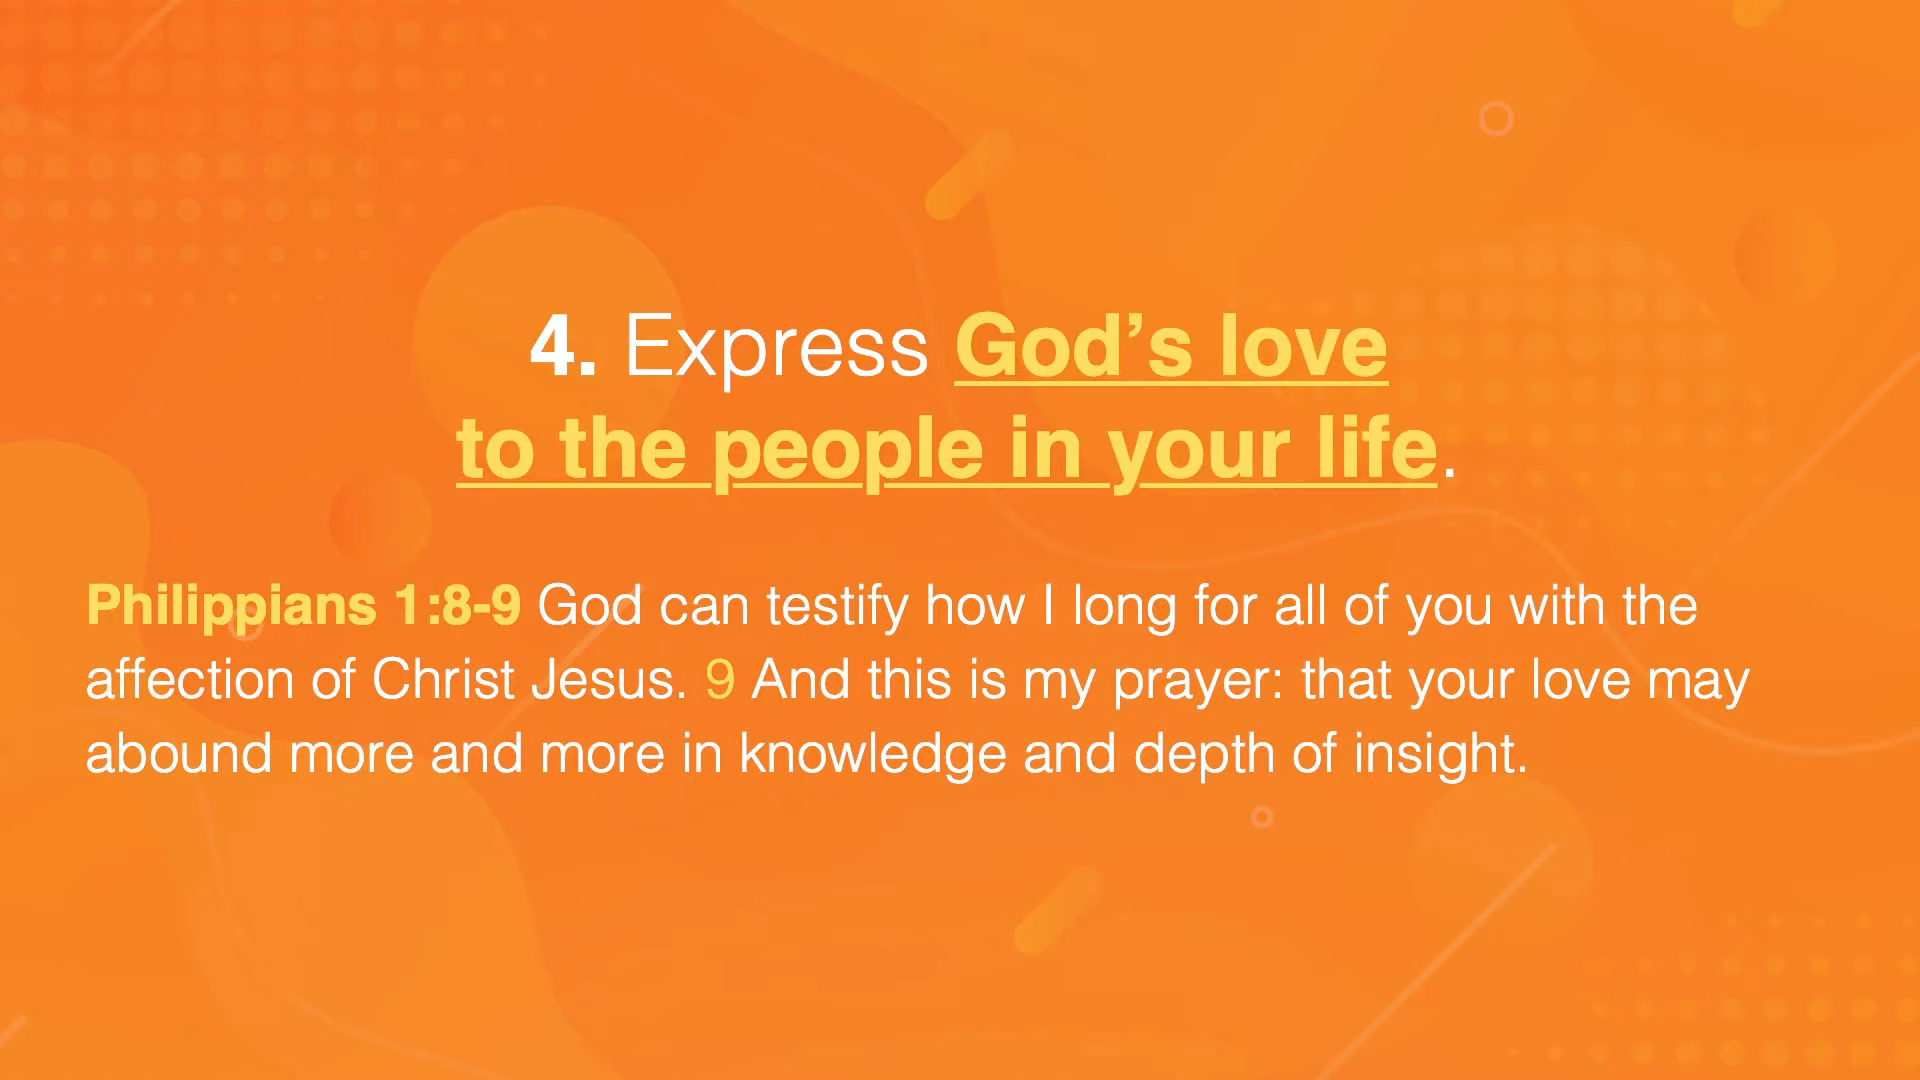 4. Express God’s love
to the people in your life.
Philippians 1:8-9 God can testify how I long for all of you with the
affection of Christ Jesus. 9 And this is my prayer: that your love may
abound more and more in knowledge and depth of insight.